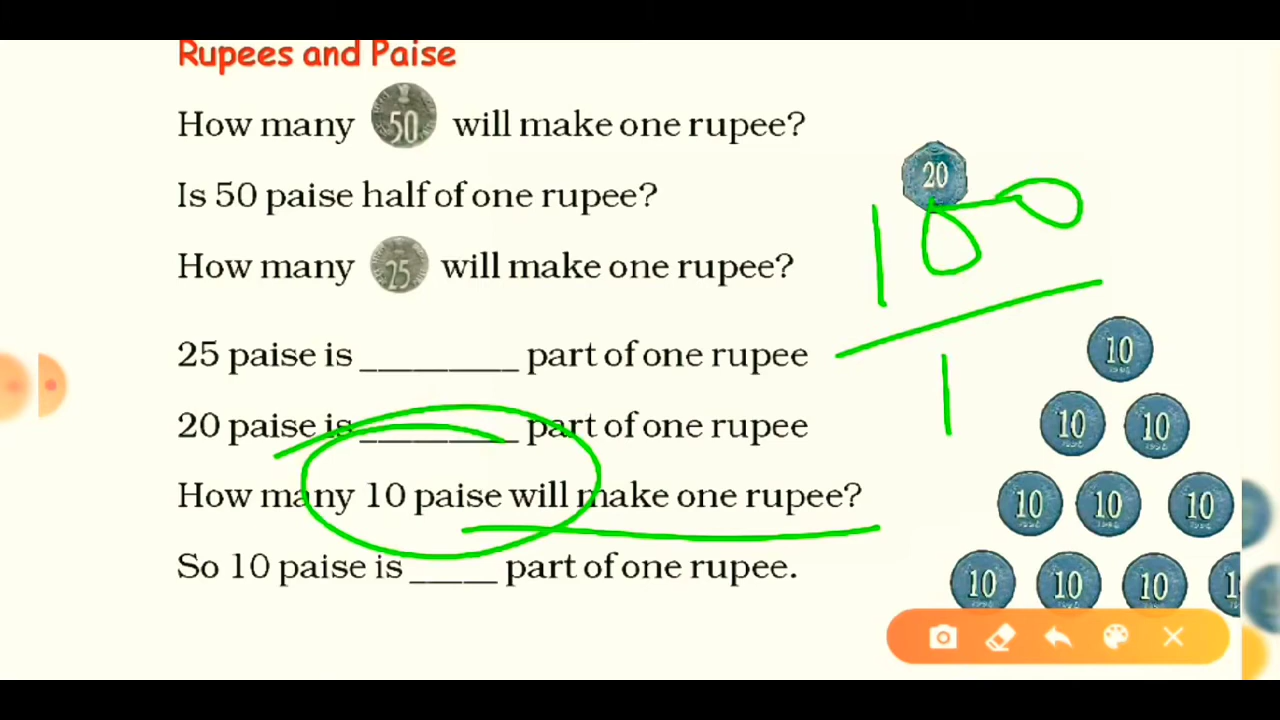 Rupees and Paise
How many 50 will make one rupee?
Is 50 paise half of one rupee?
How many 25 will make one rupee?
25 paise is _________ part of one rupee
20 paise is _________ part of one rupee
How many 10 paise will make one rupee?
So 10 paise is _____ part of one rupee.
20
100
1
10
10 10
10 10 10
10 10 10 1